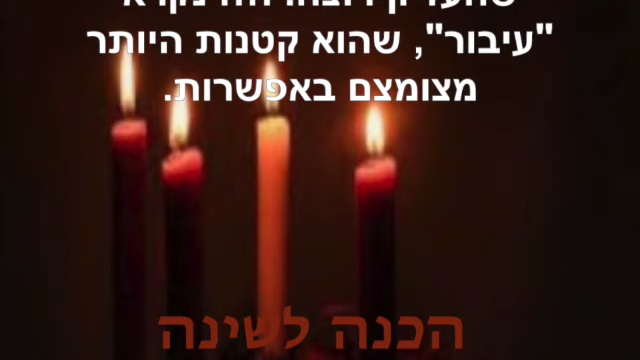 "עיבור", שהוא קטנות היותר
מצומצם באפשרות.
הכנה לשינה